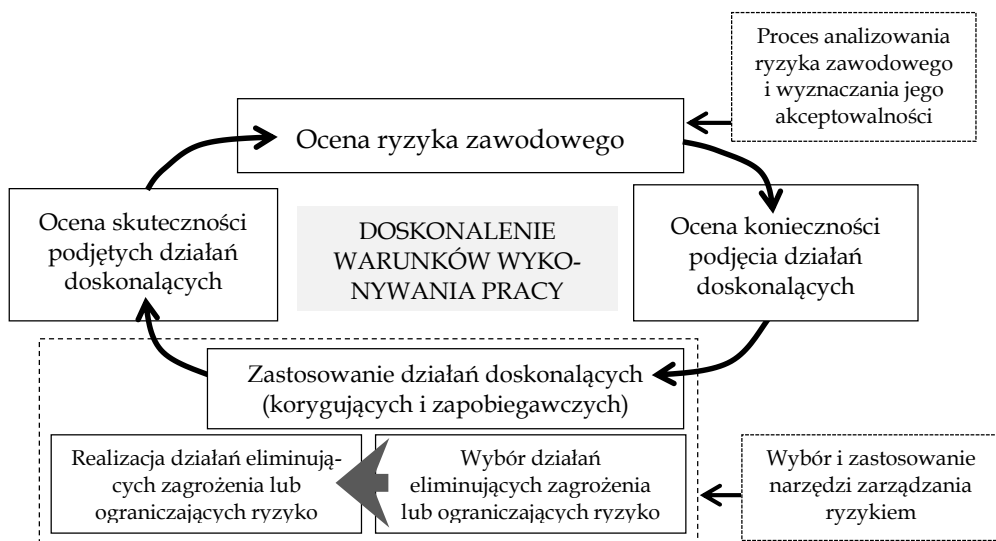 Proces analizowania
ryzyka zawodowego
i wyznaczania jego
akceptowalności
Ocena ryzyka zawodowego
Ocena skuteczności
podjętych działań
doskonalących
DOSKONALENIE
WARUNKÓW WYKO-
NYWANIA PRACY
Ocena konieczności
podjęcia działań
doskonalących
Zastosowanie działań doskonalących
(korygujących i zapobiegawczych)
Realizacja działań eliminują-
cych zagrożenia lub
ograniczających ryzyko
Wybór działań
eliminujących zagrożenia
lub ograniczających ryzyko
Wybór i zastosowanie
narzędzi zarządzania
ryzykiem